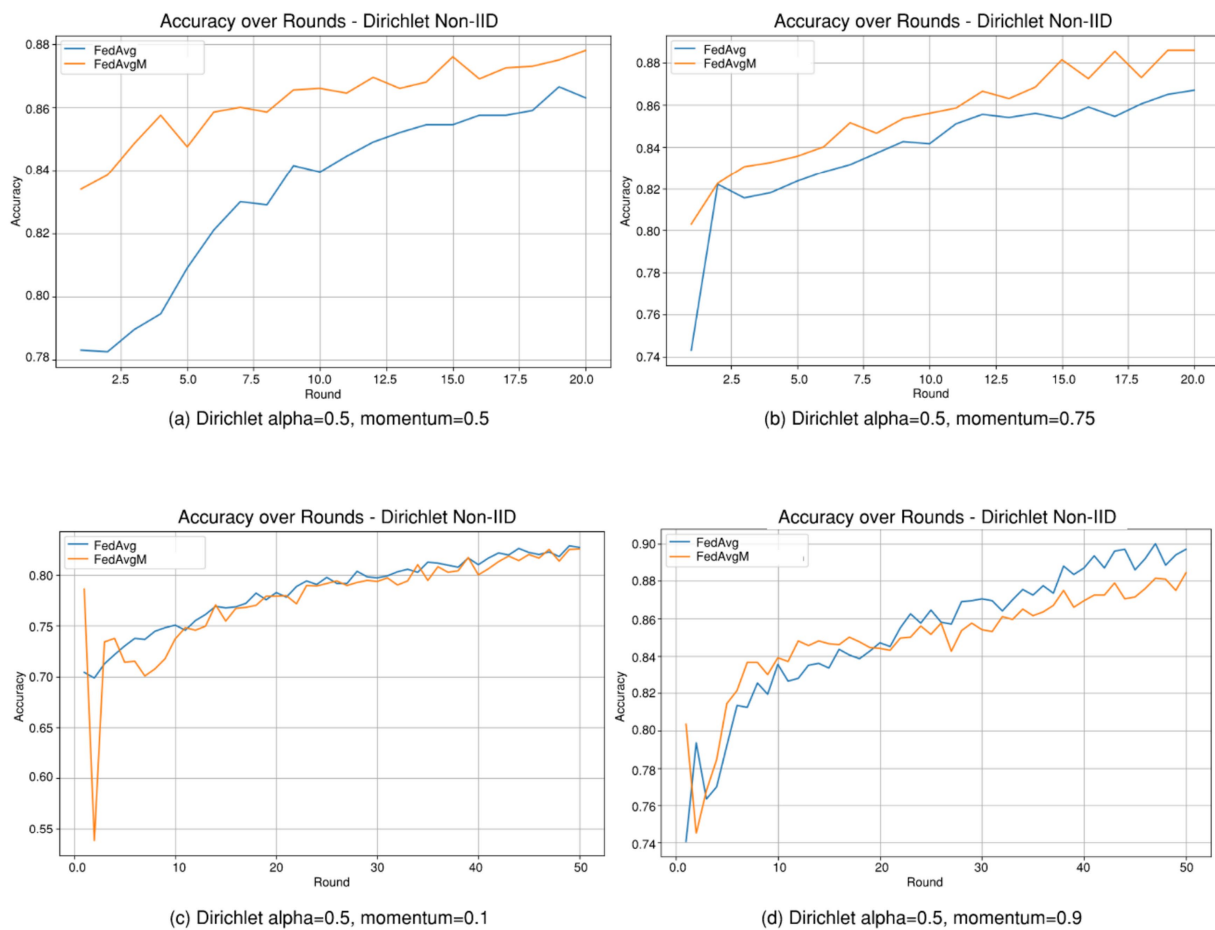 Accuracy over Rounds - Dirichlet Non-IID
FedAvg
FedAvgM
0.88
0.86
0.84
0.82
0.80
0.78
Accuracy
2.5
5.0
7.5
10.0
12.5
15.0
17.5
20.0
Round
(a) Dirichlet alpha=0.5, momentum=0.5
Accuracy over Rounds - Dirichlet Non-IID
FedAvg
FedAvgM
0.88
0.86
0.84
0.82
0.80
0.78
0.76
0.74
Accuracy
2.5
5.0
7.5
10.0
12.5
15.0
17.5
20.0
Round
(b) Dirichlet alpha=0.5, momentum=0.75
Accuracy over Rounds - Dirichlet Non-IID
FedAvg
FedAvgM
0.80
0.75
0.70
0.65
0.60
0.55
Accuracy
0.0
10
20
30
40
50
Round
(c) Dirichlet alpha=0.5, momentum=0.1
Accuracy over Rounds - Dirichlet Non-IID
FedAvg
FedAvgM
0.90
0.88
0.86
0.84
0.82
0.80
0.78
0.76
0.74
Accuracy
0.0
10
20
30
40
50
Round
(d) Dirichlet alpha=0.5, momentum=0.9